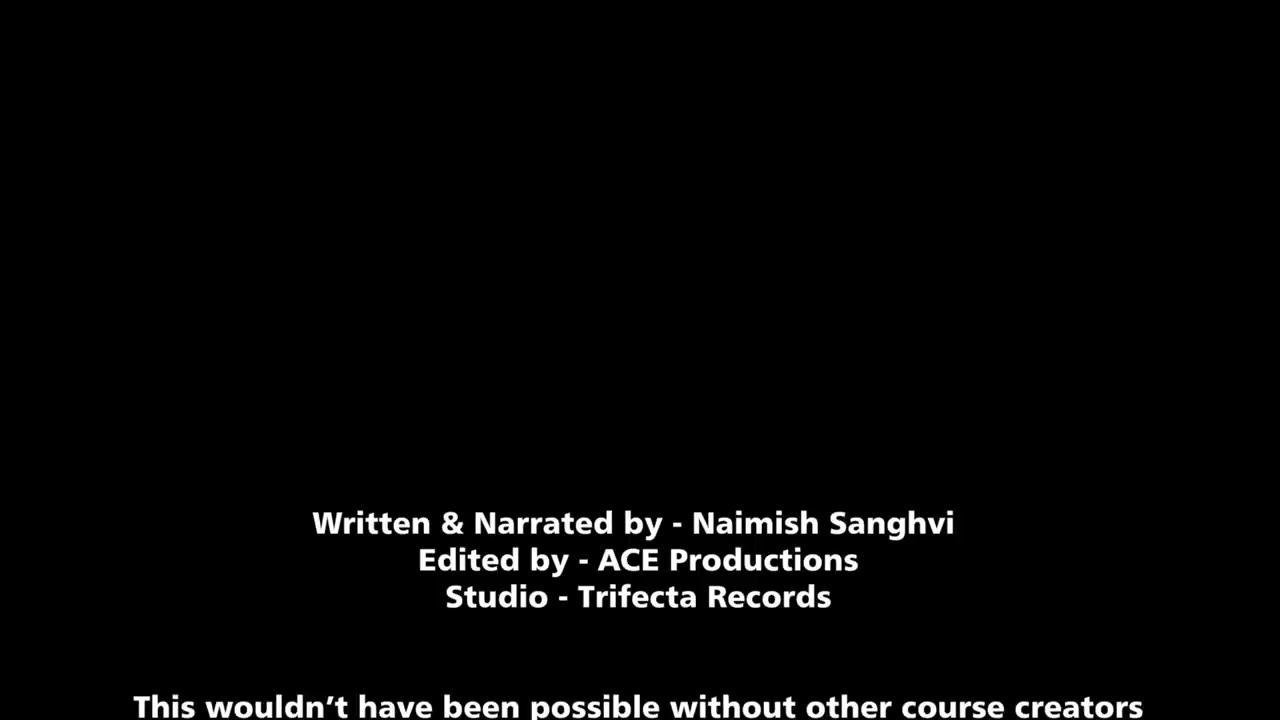 Written & Narrated by - Naimish Sanghvi
Edited by - ACE Productions
Studio - Trifecta Records
This wouldn’t have been possible without other course creators